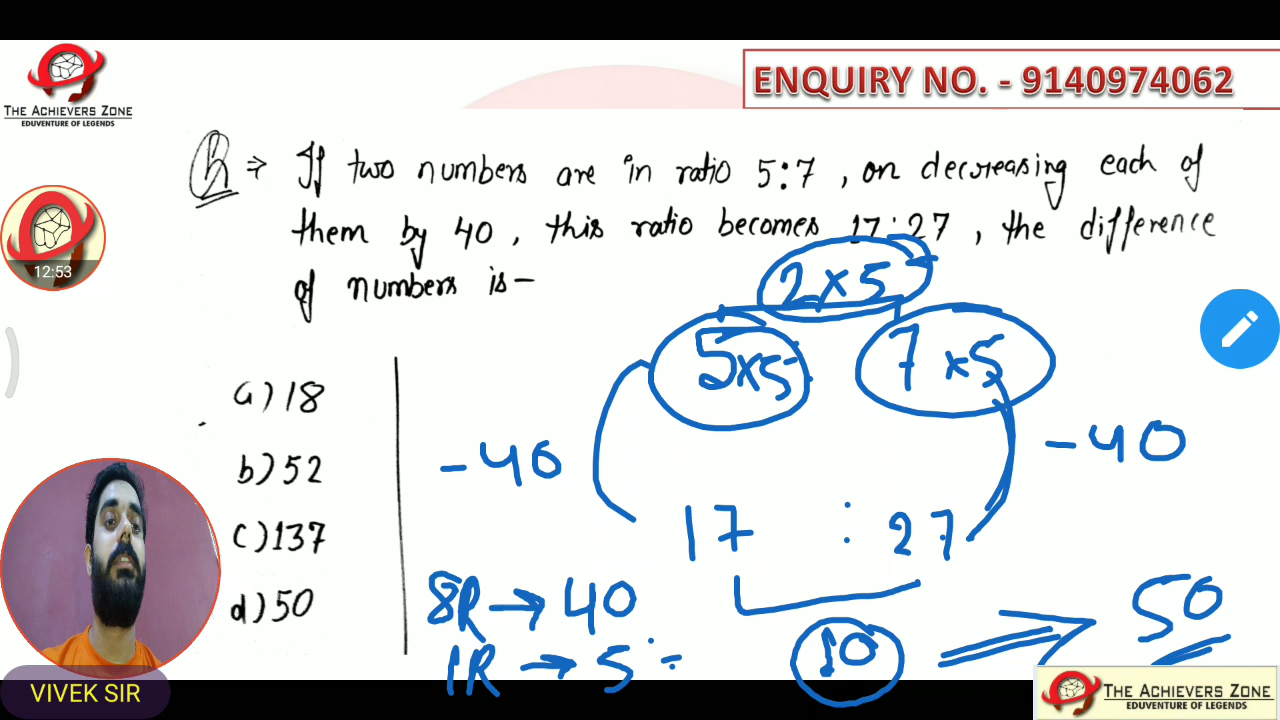 THE ACHIEVERS ZONE
EDUVENTURE OF LEGENDS
ENQUIRY NO. - 9140974062
Q ⇒ If two numbers are in ratio 5:7, on decreasing each of
them by 40, this ratio becomes 17:27, the difference
of numbers is-
12:53
2×5
5×5 7×5
a) 18
b) 52
-40 -40
c) 137
17 : 27
d) 50
8R → 40
50
1R → 5
10
VIVEK SIR
THE ACHIEVERS ZONE
EDUVENTURE OF LEGENDS